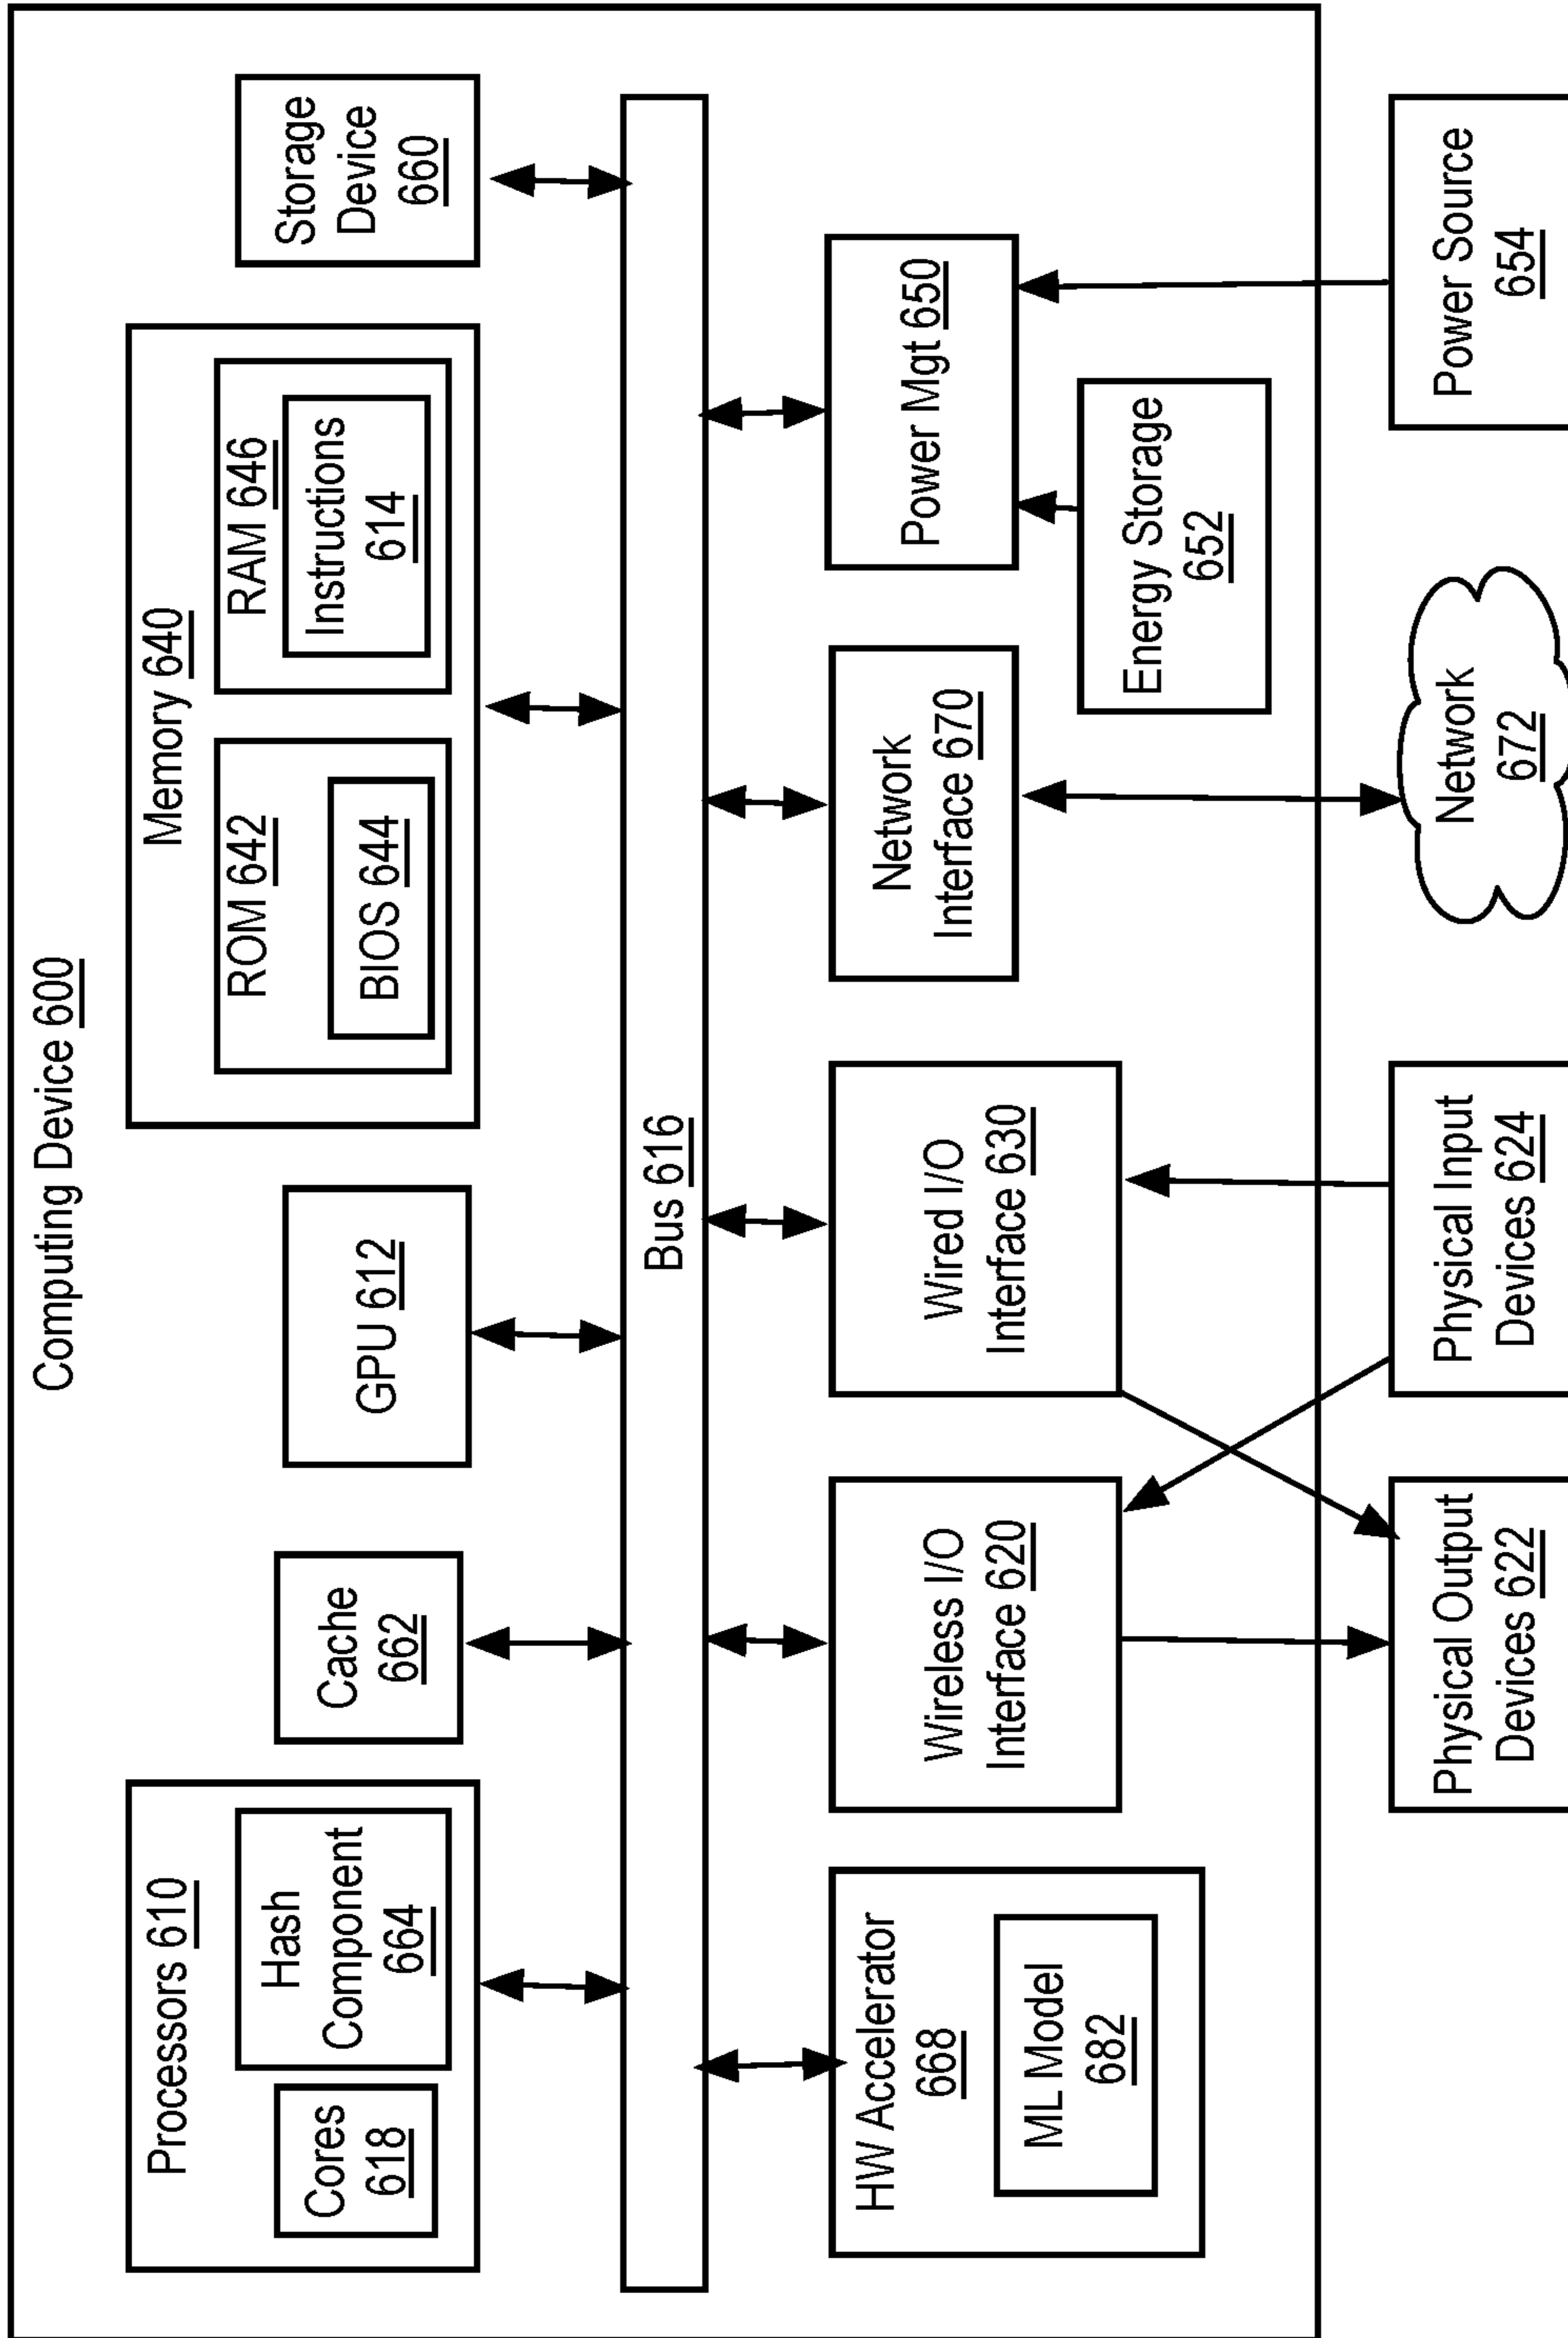 Computing Device 600
Processors 610
Cores
618
Hash
Component
664
Cache
662
GPU 612
Memory 640
ROM 642
BIOS 644
RAM 646
Instructions
614
Storage
Device
660
Bus 616
HW Accelerator
668
ML Model
682
Wireless I/O
Interface 620
Wired I/O
Interface 630
Network
Interface 670
Power Mgt 650
Energy Storage
652
Physical Output
Devices 622
Physical Input
Devices 624
Network
672
Power Source
654